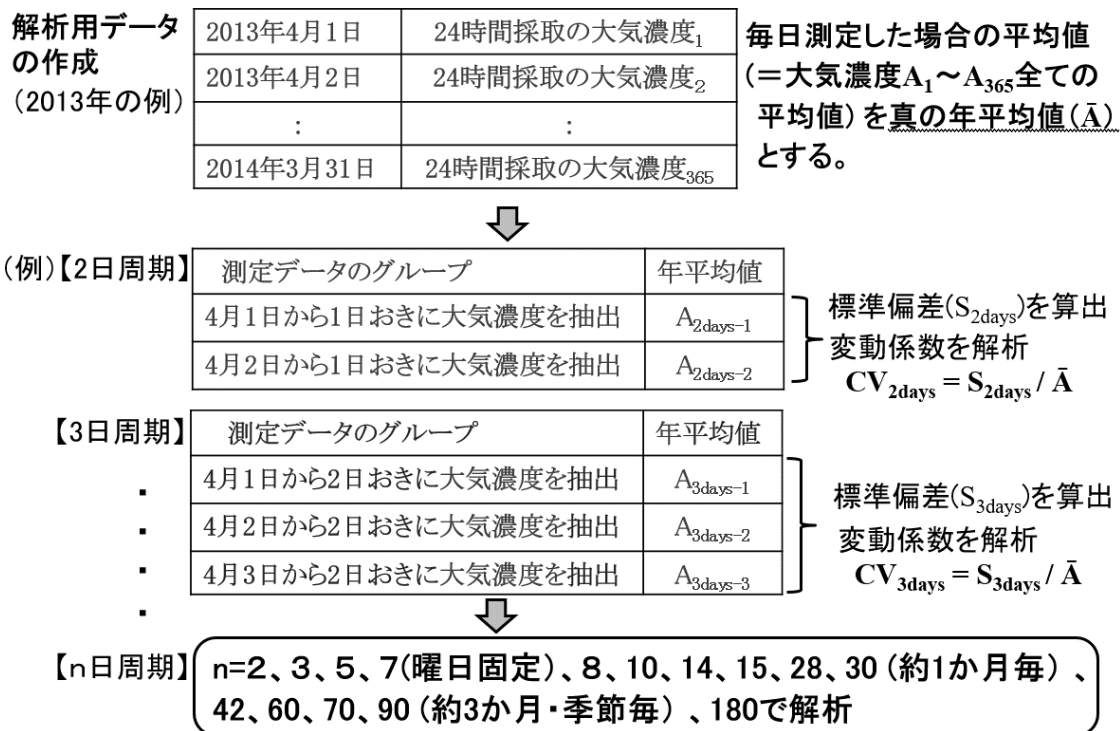 解析用データ
の作成
(2013年の例)
2013年4月1日 24時間採取の大気濃度1
2013年4月2日 24時間採取の大気濃度2
: :
2014年3月31日 24時間採取の大気濃度365
毎日測定した場合の平均値
(=大気濃度A1~A365全ての
平均値)を真の年平均値(Ā)
とする。
(例)【2日周期】
測定データのグループ 年平均値
4月1日から1日おきに大気濃度を抽出 A2days-1
4月2日から1日おきに大気濃度を抽出 A2days-2
標準偏差(S2days)を算出
変動係数を解析
CV2days = S2days / Ā
【3日周期】
測定データのグループ 年平均値
4月1日から2日おきに大気濃度を抽出 A3days-1
4月2日から2日おきに大気濃度を抽出 A3days-2
4月3日から2日おきに大気濃度を抽出 A3days-3
標準偏差(S3days)を算出
変動係数を解析
CV3days = S3days / Ā
・
・
・
・
【n日周期】
n=2、3、5、7(曜日固定)、8、10、14、15、28、30 (約1か月毎) 、
42、60、70、90 (約3か月・季節毎) 、180で解析